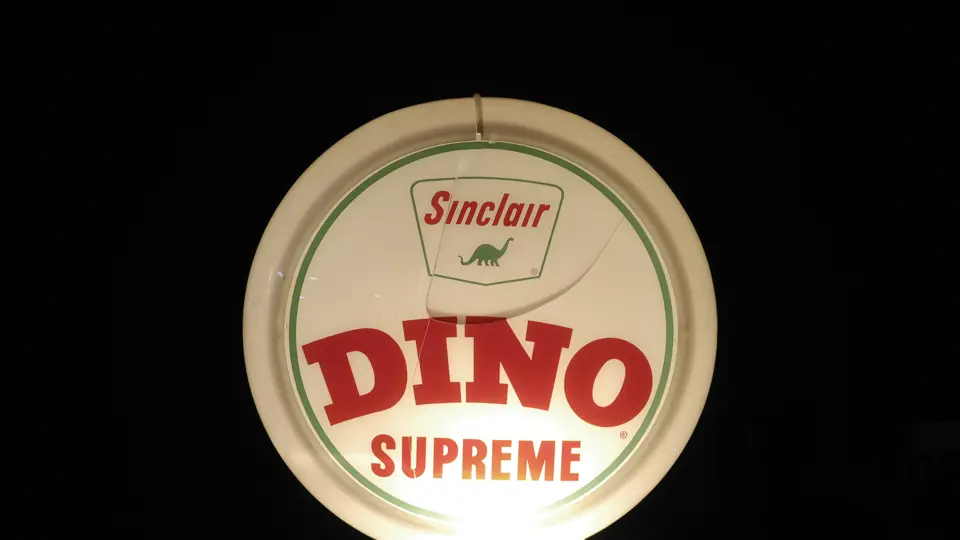 Sinclair
®
DINO
®
SUPREME